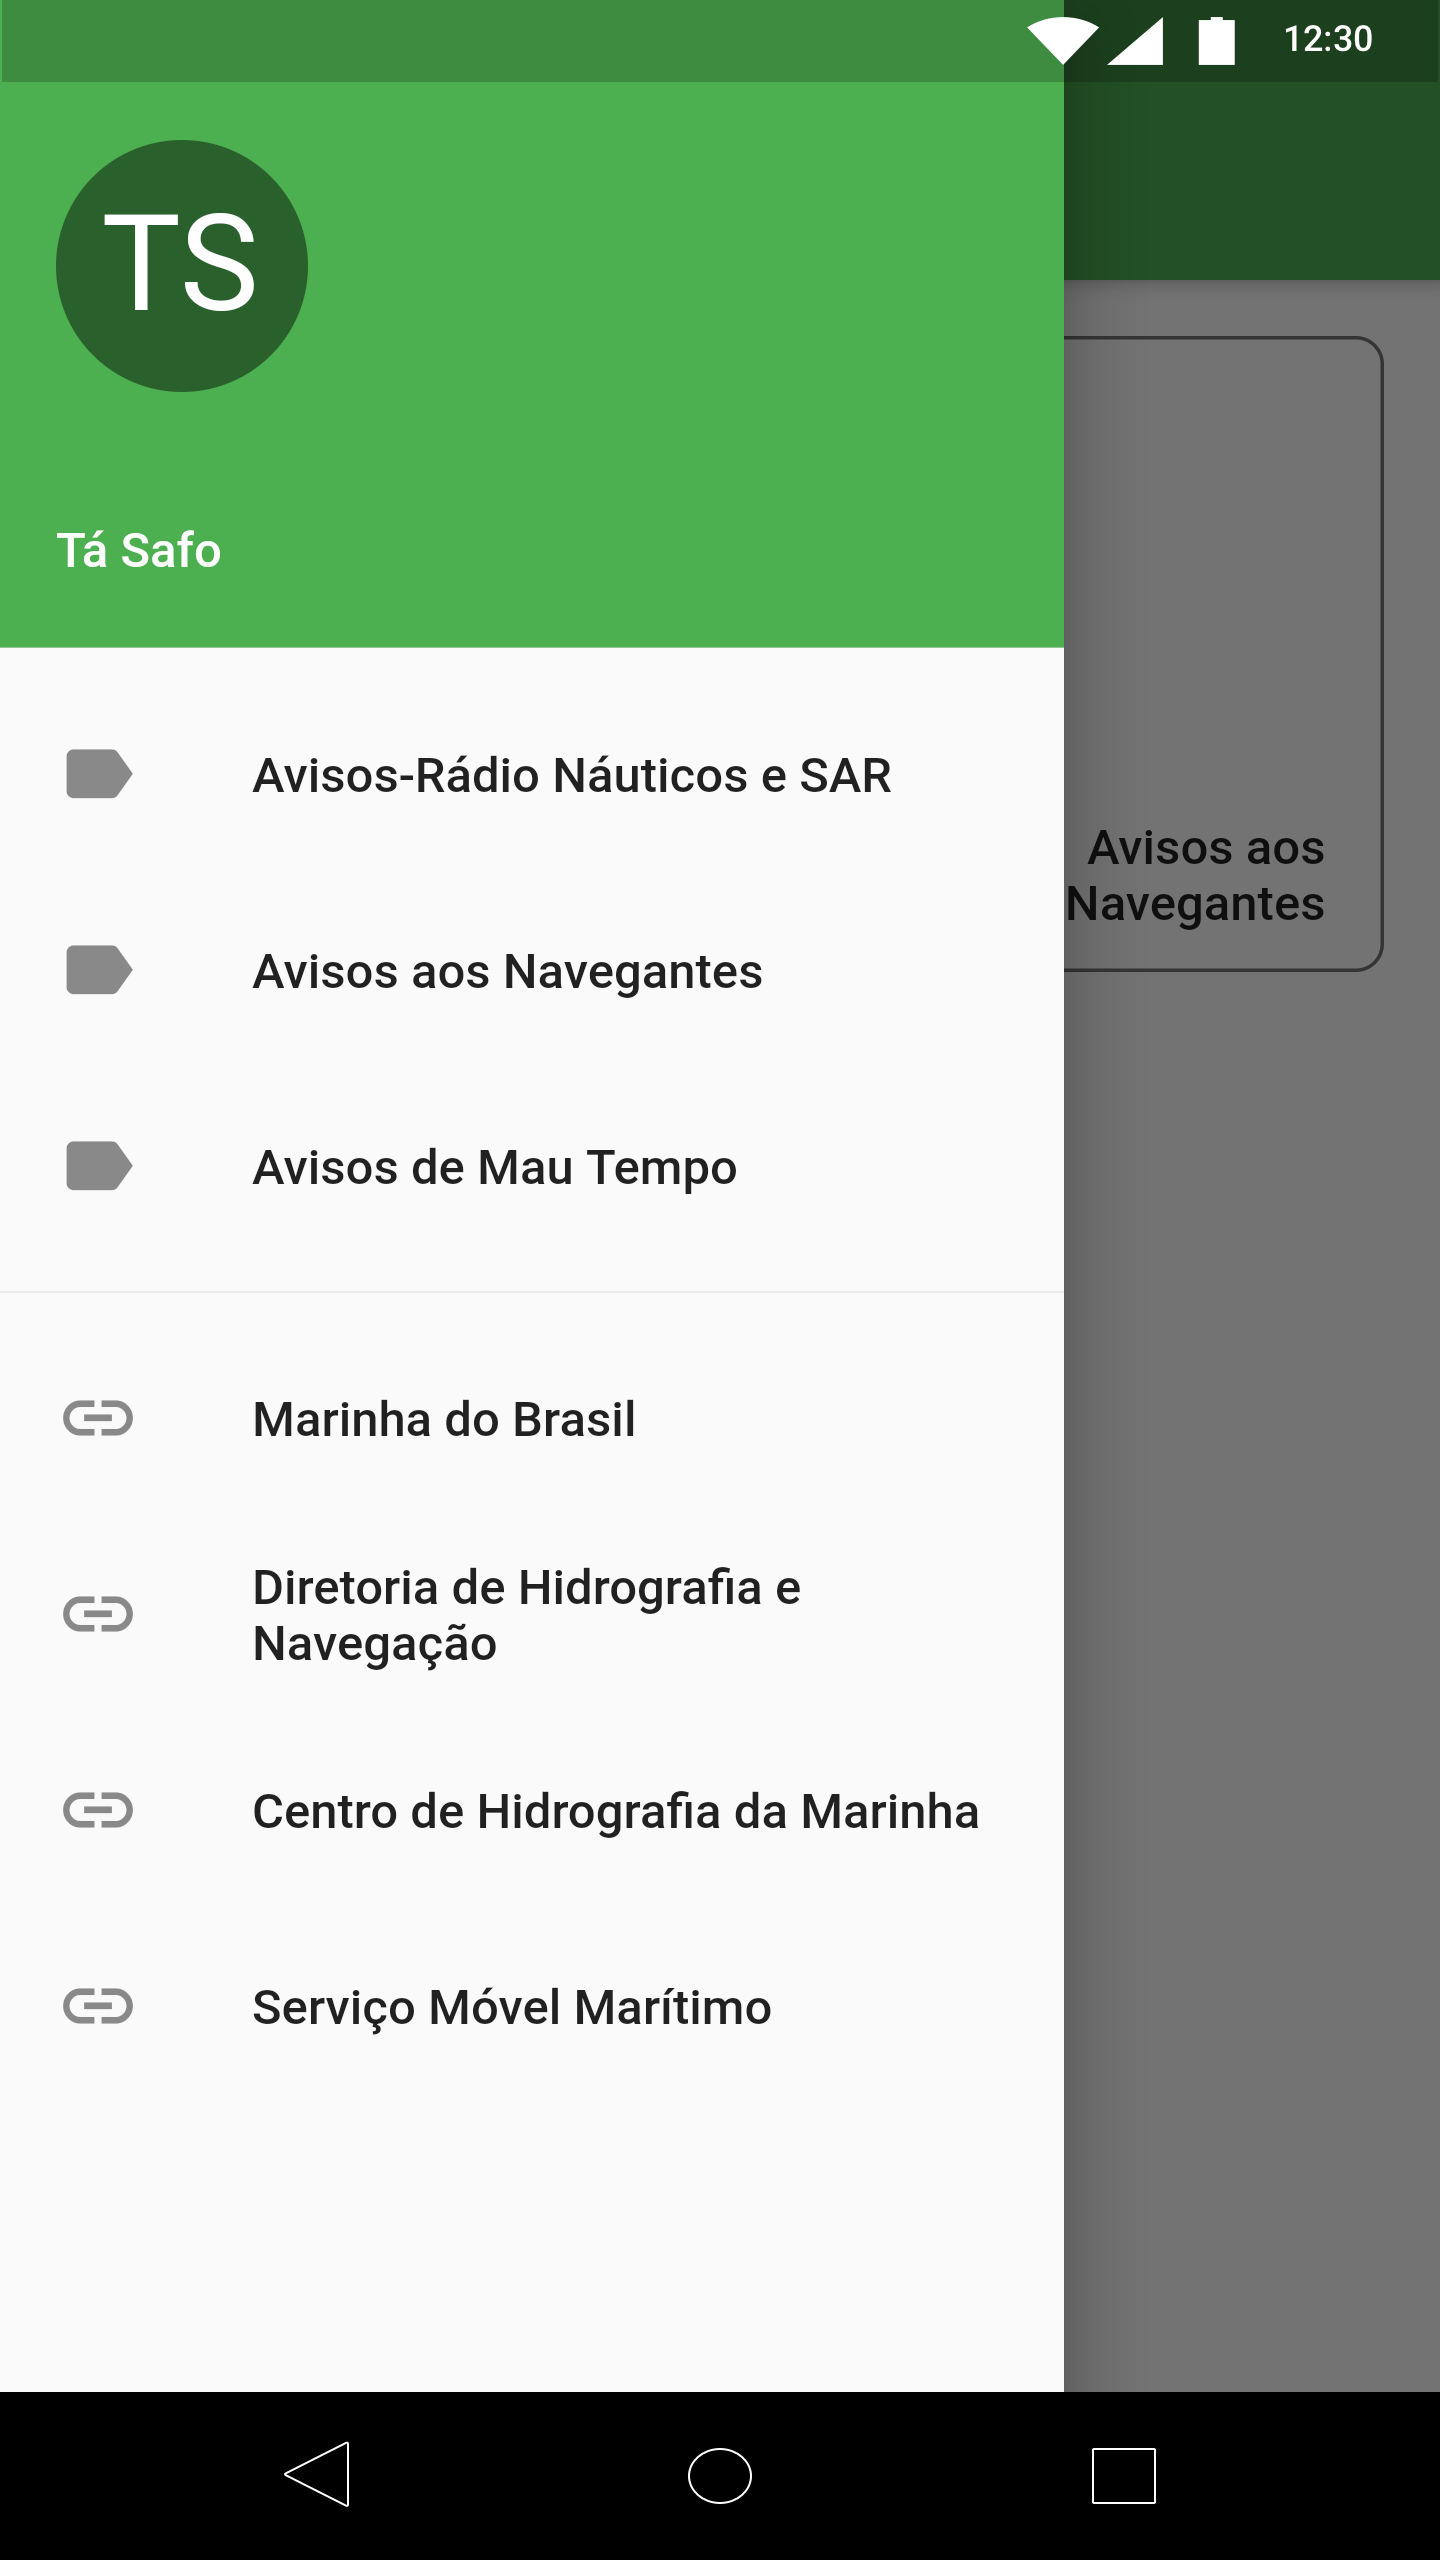 12:30
TS
Tá Safo
Avisos-Rádio Náuticos e SAR
Avisos aos Navegantes
Avisos de Mau Tempo
Marinha do Brasil
Diretoria de Hidrografia e
Navegação
Centro de Hidrografia da Marinha
Serviço Móvel Marítimo
Avisos aos
Navegantes